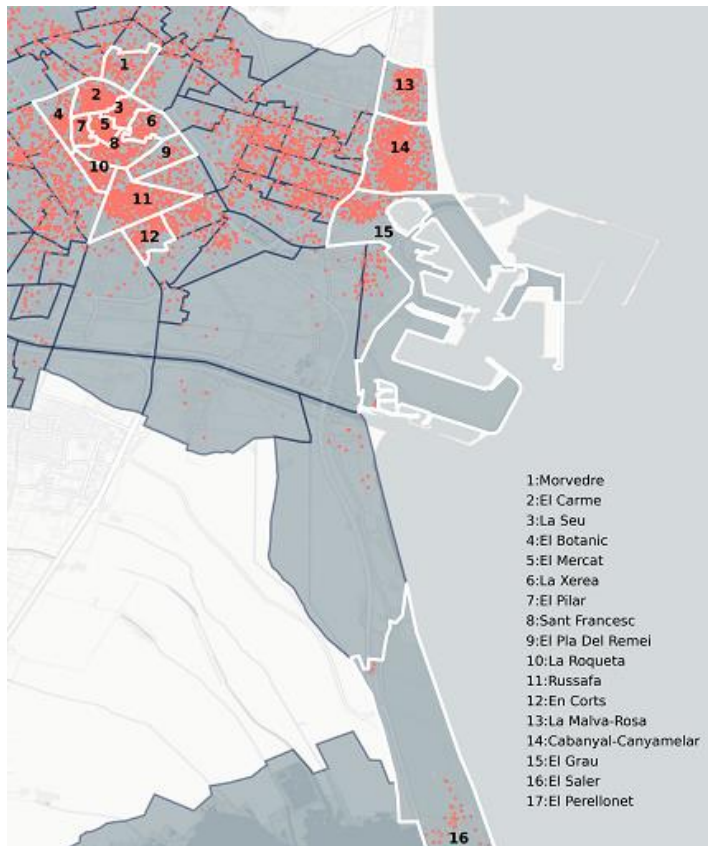 1
13
2
3
4
5
6
7
8
14
9
10
11
15
12
1:Morvedre
2:El Carme
3:La Seu
4:El Botanic
5:El Mercat
6:La Xerea
7:El Pilar
8:Sant Francesc
9:El Pla Del Remei
10:La Roqueta
11:Russafa
12:En Corts
13:La Malva-Rosa
14:Cabanyal-Canyamelar
15:El Grau
16:El Saler
17:El Perellonet
16